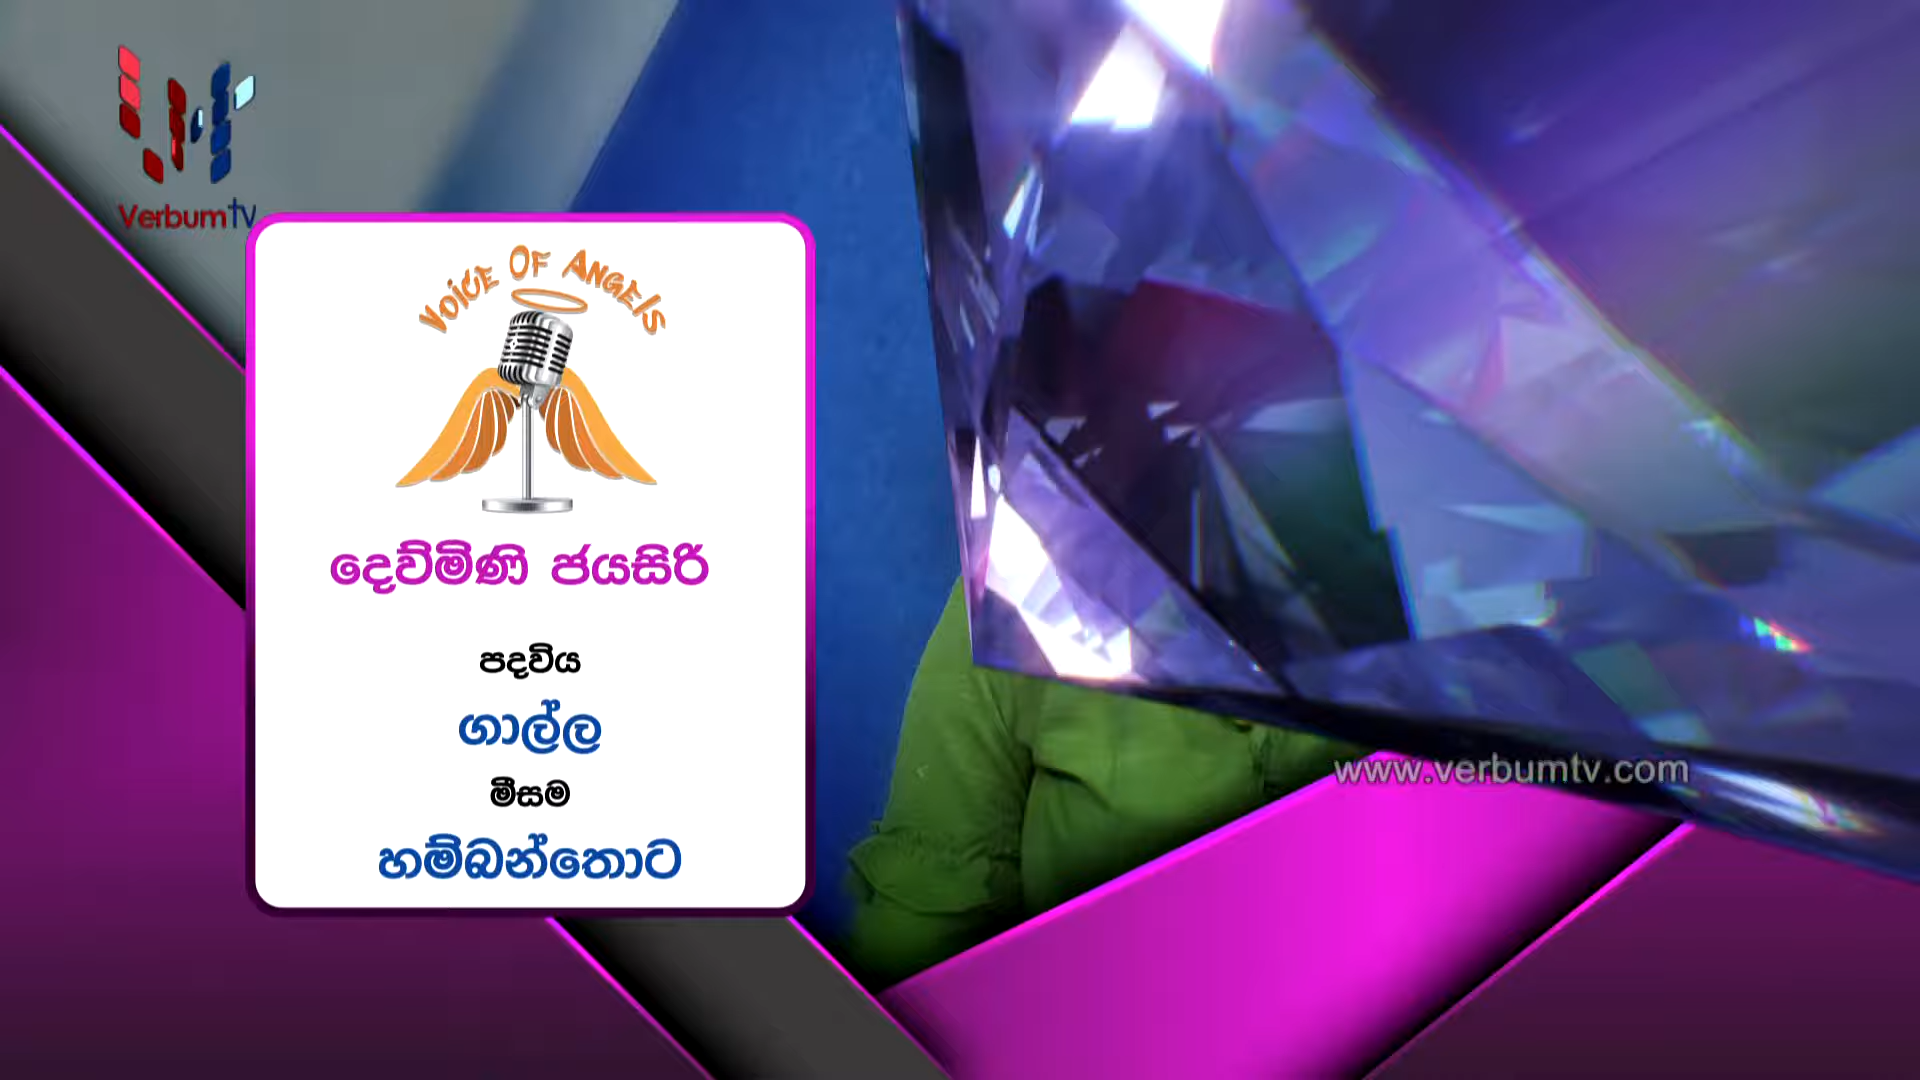 VerbumTV
Voice Of Angels
දෙව්මිණි ජයසිරි
පදවිය
ගාල්ල
මීසම
හම්බන්තොට
www.verbumtv.com